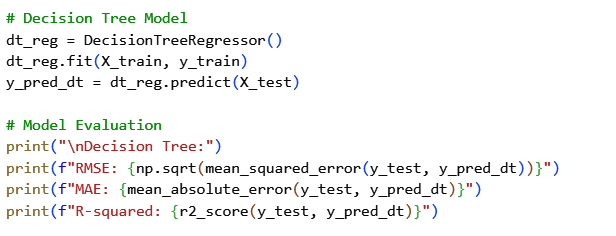 # Decision Tree Model
dt_reg = DecisionTreeRegressor()
dt_reg.fit(X_train, y_train)
y_pred_dt = dt_reg.predict(X_test)

# Model Evaluation
print("\nDecision Tree:")
print(f"RMSE: {np.sqrt(mean_squared_error(y_test, y_pred_dt))}")
print(f"MAE: {mean_absolute_error(y_test, y_pred_dt)}")
print(f"R-squared: {r2_score(y_test, y_pred_dt)}")